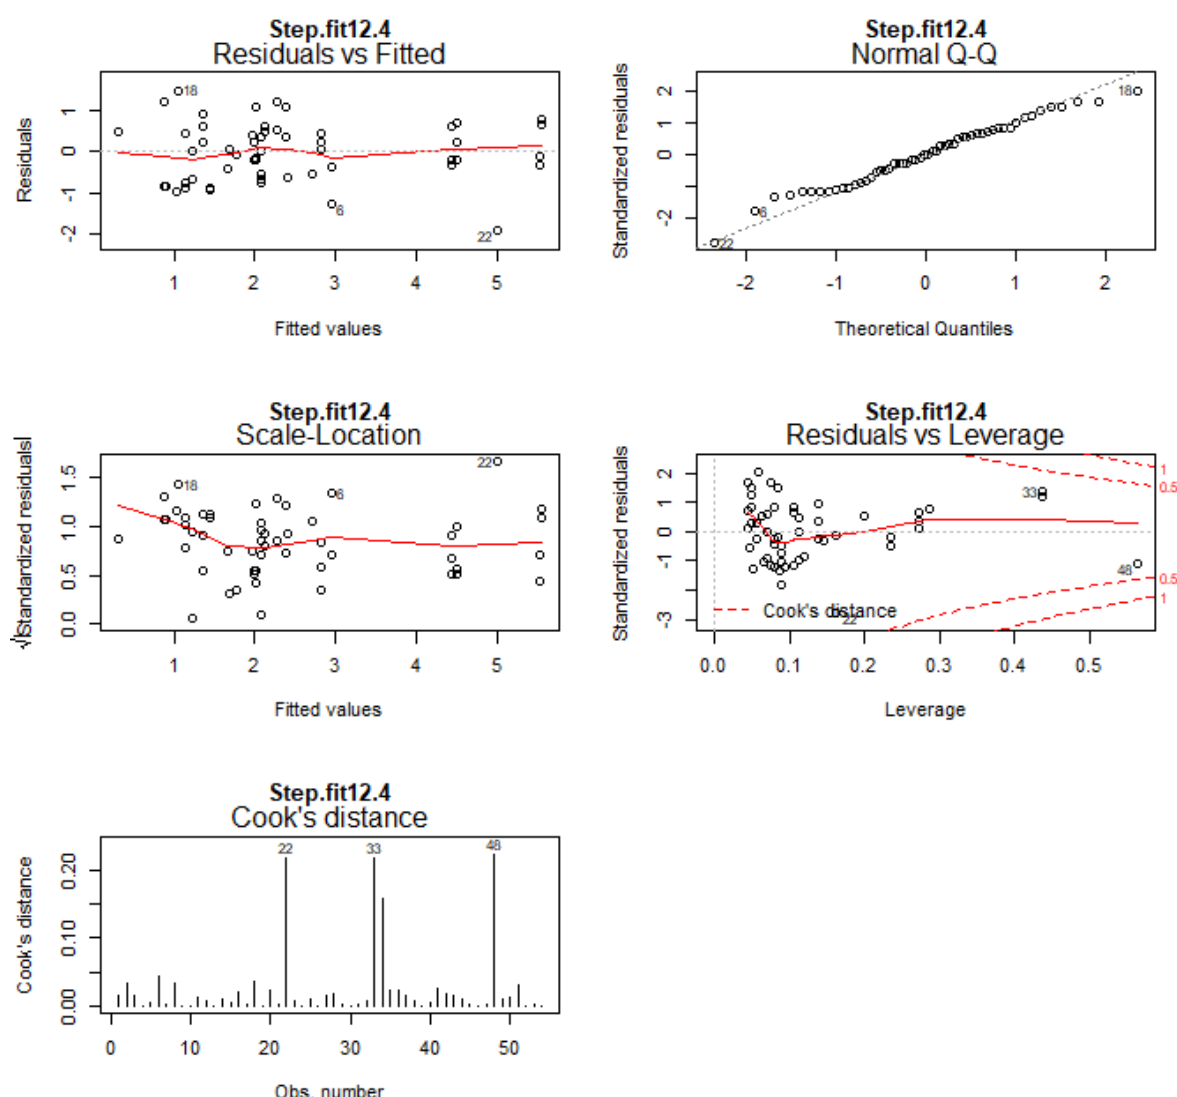 Step.fit12.4
Residuals vs Fitted
Residuals
1
0
-1
-2
18
6
22
1 2 3 4 5
Fitted values
Step.fit12.4
Normal Q-Q
Standardized residuals
2
1
0
-2
18
6
22
-2 -1 0 1 2
Theoretical Quantiles
Step.fit12.4
Scale-Location
√|Standardized residuals|
1.5
1.0
0.5
0.0
18
6
22
1 2 3 4 5
Fitted values
Step.fit12.4
Residuals vs Leverage
Standardized residuals
2
1
0
-1
-3
33
48
22
1
0.5
0.5
1
Cook's distance
0.0 0.1 0.2 0.3 0.4 0.5
Leverage
Step.fit12.4
Cook's distance
Cook's distance
0.20
0.10
0.00
22
33
48
0 10 20 30 40 50
Obs. number